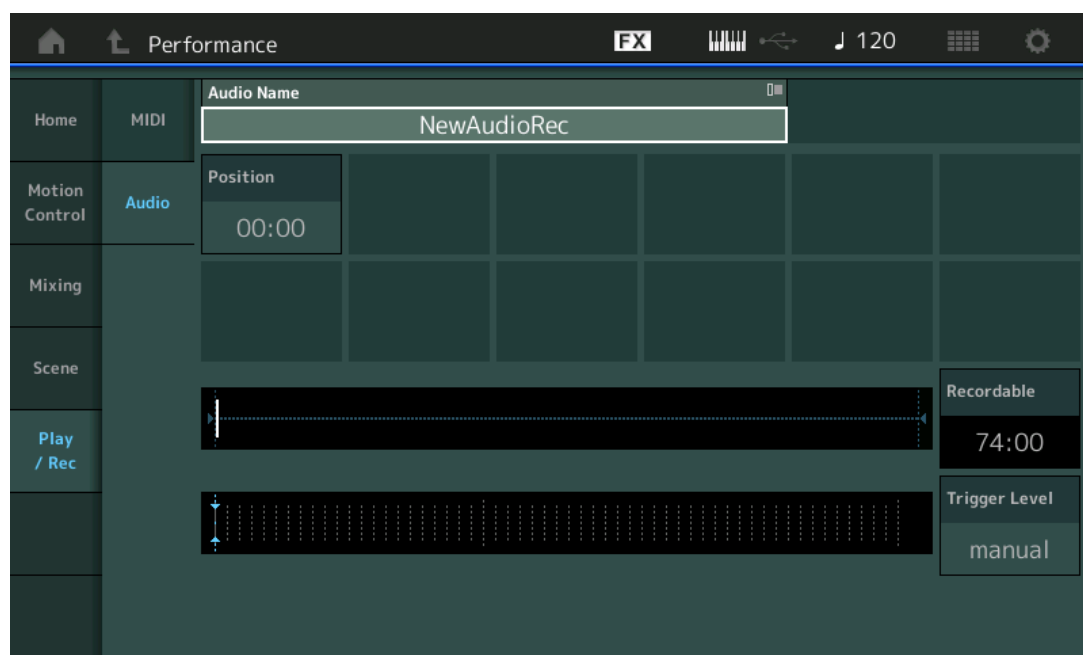 Performance
FX
120
Home
MIDI
Audio Name
NewAudioRec
Motion
Control
Audio
Position
00:00
Mixing
Scene
Play
/ Rec
Recordable
74:00
Trigger Level
manual